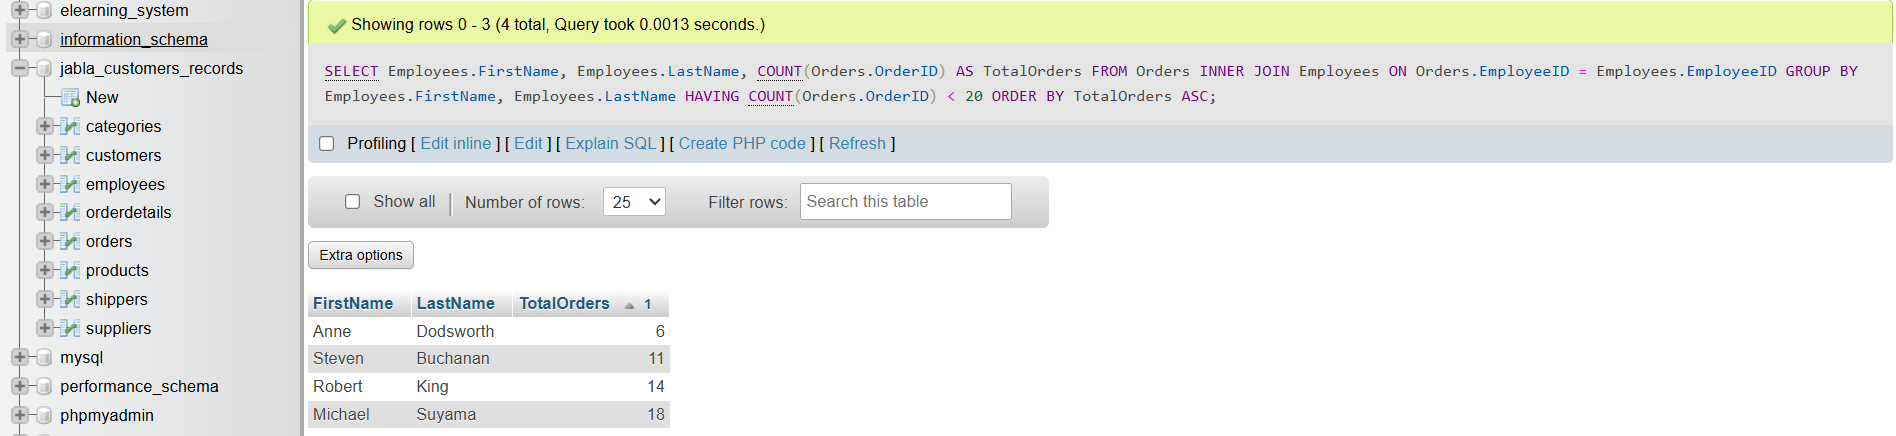 elearning_system
information_schema
jabla_customers_records
New
categories
customers
employees
orderdetails
orders
products
shippers
suppliers
mysql
performance_schema
phpmyadmin
Showing rows 0 - 3 (4 total, Query took 0.0013 seconds.)
SELECT Employees.FirstName, Employees.LastName, COUNT(Orders.OrderID) AS TotalOrders FROM Orders INNER JOIN Employees ON Orders.EmployeeID = Employees.EmployeeID GROUP BY
Employees.FirstName, Employees.LastName HAVING COUNT(Orders.OrderID) < 20 ORDER BY TotalOrders ASC;
Profiling [ Edit inline ] [ Edit ] [ Explain SQL ] [ Create PHP code ] [ Refresh ]
Show all Number of rows: 25 Filter rows: Search this table
Extra options
FirstName LastName TotalOrders 1
Anne Dodsworth 6
Steven Buchanan 11
Robert King 14
Michael Suyama 18